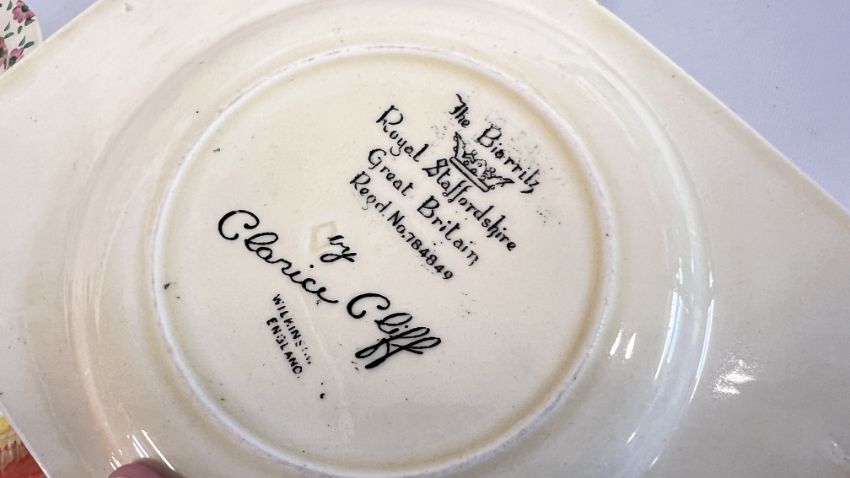 The Biarritz
Royal Staffordshire
Great Britain
Regd. No. 784849
by
Clarice Cliff
ENGLAND.